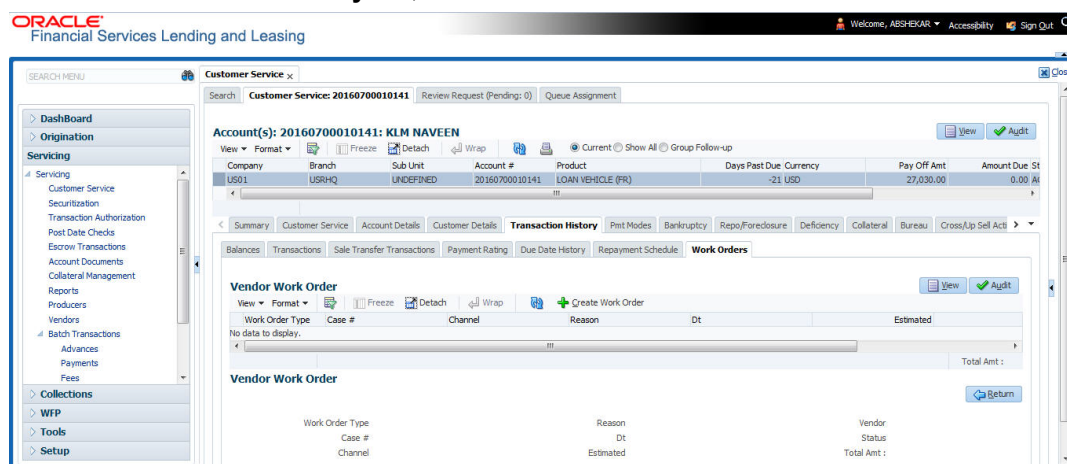 ORACLE
Financial Services Lending and Leasing
Welcome, ABSHEKAR Accessibility Sign Out
SEARCH MENU
Customer Service x
Search Customer Service: 20160700010141 Review Request (Pending: 0) Queue Assignment
DashBoard
Origination
Servicing
Servicing
Customer Service
Securitization
Transaction Authorization
Post Date Checks
Escrow Transactions
Account Documents
Collateral Management
Reports
Producers
Vendors
Batch Transactions
Advances
Payments
Fees
Collections
WFP
Tools
Setup
Account(s): 20160700010141: KLM NAVEEN
View Audit
View Format Freeze Detach Wrap Current Show All Group Follow-up
Company Branch Sub Unit Account # Product Days Past Due Currency Pay Off Amt Amount Due
US01 USRHQ UNDEFINED 20160700010141 LOAN VEHICLE (FR) -21 USD 27,030.00 0.00
Summary Customer Service Account Details Customer Details Transaction History Pmt Modes Bankruptcy Repo/Foreclosure Deficiency Collateral Bureau Cross/Up Sell Acti
Balances Transactions Sale Transfer Transactions Payment Rating Due Date History Repayment Schedule Work Orders
Vendor Work Order
View Audit
View Format Freeze Detach Wrap Create Work Order
Work Order Type Case # Channel Reason Dt Estimated
No data to display.
Total Amt :
Vendor Work Order
Return
Work Order Type Reason Vendor
Case # Dt Status
Channel Estimated Total Amt :